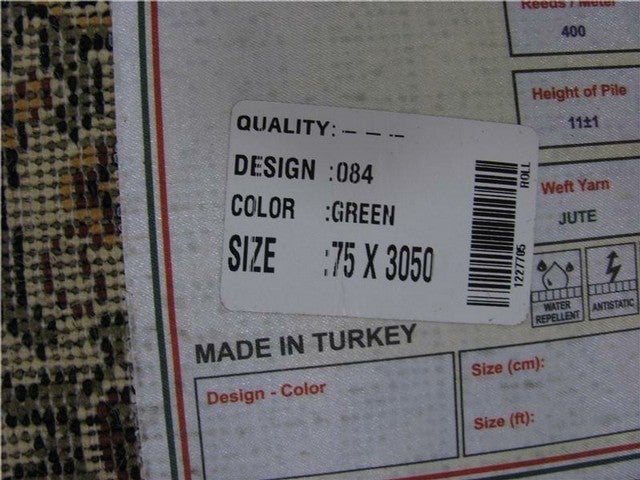 Reeds / Meter
400
Height of Pile
11±1
QUALITY: – – –
DESIGN :084
COLOR :GREEN
SIZE :75 X 3050
ROLL
1227705
Weft Yarn
JUTE
WATER
REPELLENT
ANTISTATIC
MADE IN TURKEY
Design - Color
Size (cm):
Size (ft):